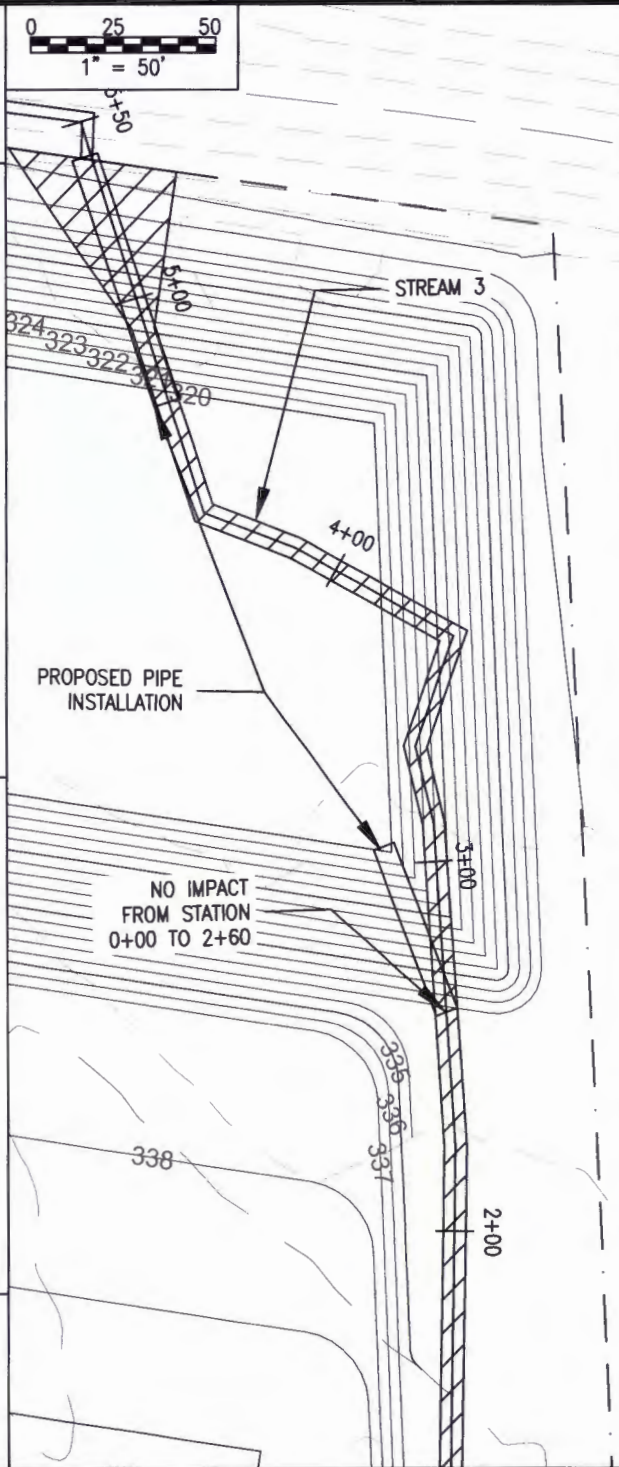 0 25 50
1" = 50'
5+50
STREAM 3
5+00
324
323
322
320
4+00
PROPOSED PIPE
INSTALLATION
3+00
NO IMPACT
FROM STATION
0+00 TO 2+60
335
336
337
338
2+00